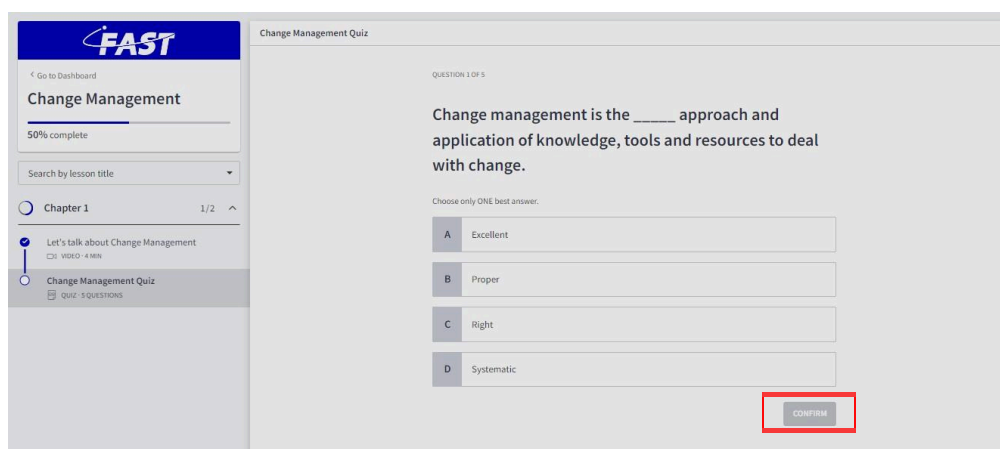 FAST
Go to Dashboard
Change Management
50% complete
Search by lesson title
Chapter 1
1/2
Let's talk about Change Management
VIDEO · 4 MIN
Change Management Quiz
QUIZ · 5 QUESTIONS
Change Management Quiz
QUESTION 1 OF 5
Change management is the _____ approach and
application of knowledge, tools and resources to deal
with change.
Choose only ONE best answer.
A Excellent
B Proper
C Right
D Systematic
CONFIRM